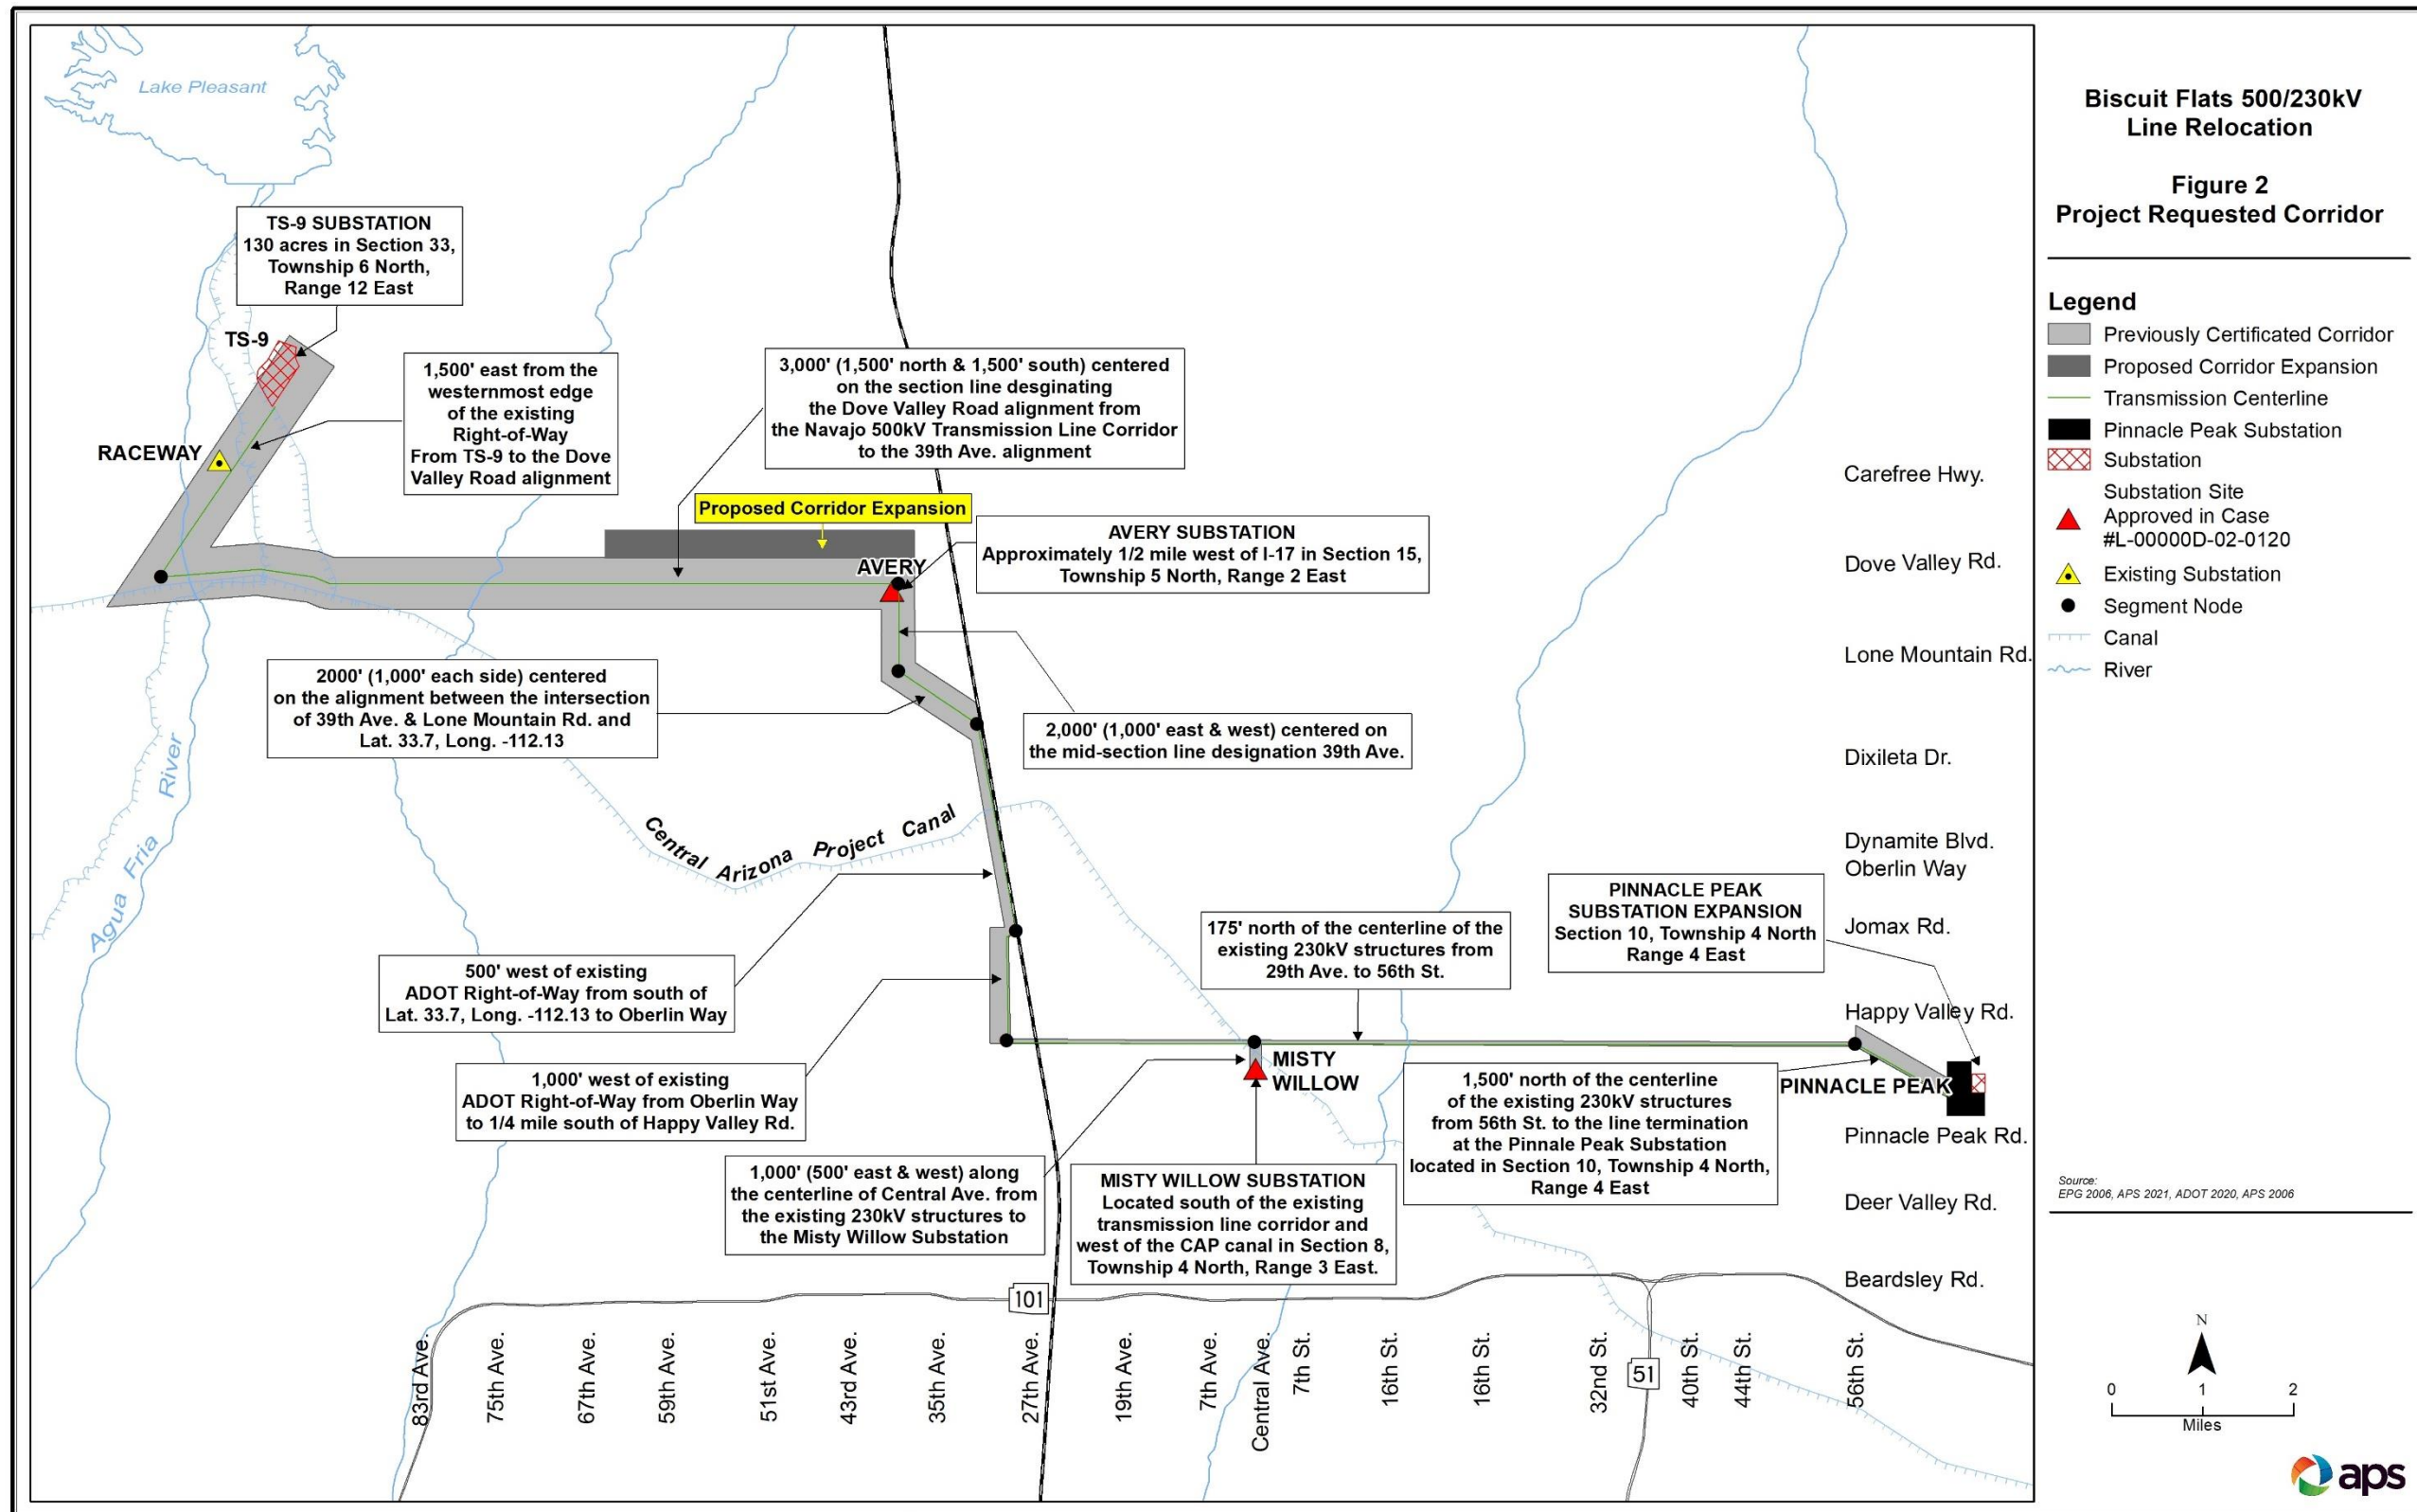 Biscuit Flats 500/230kV
Line Relocation
Figure 2
Project Requested Corridor
Legend
Previously Certificated Corridor
Proposed Corridor Expansion
Transmission Centerline
Pinnacle Peak Substation
Substation
Substation Site
Approved in Case
#L-00000D-02-0120
Existing Substation
Segment Node
Canal
River
Source:
EPG 2006, APS 2021, ADOT 2020, APS 2006
N
0 1 2
Miles
aps
Lake Pleasant
TS-9 SUBSTATION
130 acres in Section 33,
Township 6 North,
Range 12 East
TS-9
RACEWAY
1,500' east from the
westernmost edge
of the existing
Right-of-Way
From TS-9 to the Dove
Valley Road alignment
3,000' (1,500' north & 1,500' south) centered
on the section line desginating
the Dove Valley Road alignment from
the Navajo 500kV Transmission Line Corridor
to the 39th Ave. alignment
Proposed Corridor Expansion
AVERY
AVERY SUBSTATION
Approximately 1/2 mile west of I-17 in Section 15,
Township 5 North, Range 2 East
2000' (1,000' each side) centered
on the alignment between the intersection
of 39th Ave. & Lone Mountain Rd. and
Lat. 33.7, Long. -112.13
2,000' (1,000' east & west) centered on
the mid-section line designation 39th Ave.
Agua Fria River
Central Arizona Project Canal
500' west of existing
ADOT Right-of-Way from south of
Lat. 33.7, Long. -112.13 to Oberlin Way
1,000' west of existing
ADOT Right-of-Way from Oberlin Way
to 1/4 mile south of Happy Valley Rd.
175' north of the centerline of the
existing 230kV structures from
29th Ave. to 56th St.
PINNACLE PEAK
SUBSTATION EXPANSION
Section 10, Township 4 North
Range 4 East
MISTY
WILLOW
PINNACLE PEAK
1,500' north of the centerline
of the existing 230kV structures
from 56th St. to the line termination
at the Pinnale Peak Substation
located in Section 10, Township 4 North,
Range 4 East
1,000' (500' east & west) along
the centerline of Central Ave. from
the existing 230kV structures to
the Misty Willow Substation
MISTY WILLOW SUBSTATION
Located south of the existing
transmission line corridor and
west of the CAP canal in Section 8,
Township 4 North, Range 3 East.
Carefree Hwy.
Dove Valley Rd.
Lone Mountain Rd.
Dixileta Dr.
Dynamite Blvd.
Oberlin Way
Jomax Rd.
Happy Valley Rd.
Pinnacle Peak Rd.
Deer Valley Rd.
Beardsley Rd.
101
51
83rd Ave.
75th Ave.
67th Ave.
59th Ave.
51st Ave.
43rd Ave.
35th Ave.
27th Ave.
19th Ave.
7th Ave.
Central Ave.
7th St.
16th St.
16th St.
32nd St.
40th St.
44th St.
56th St.